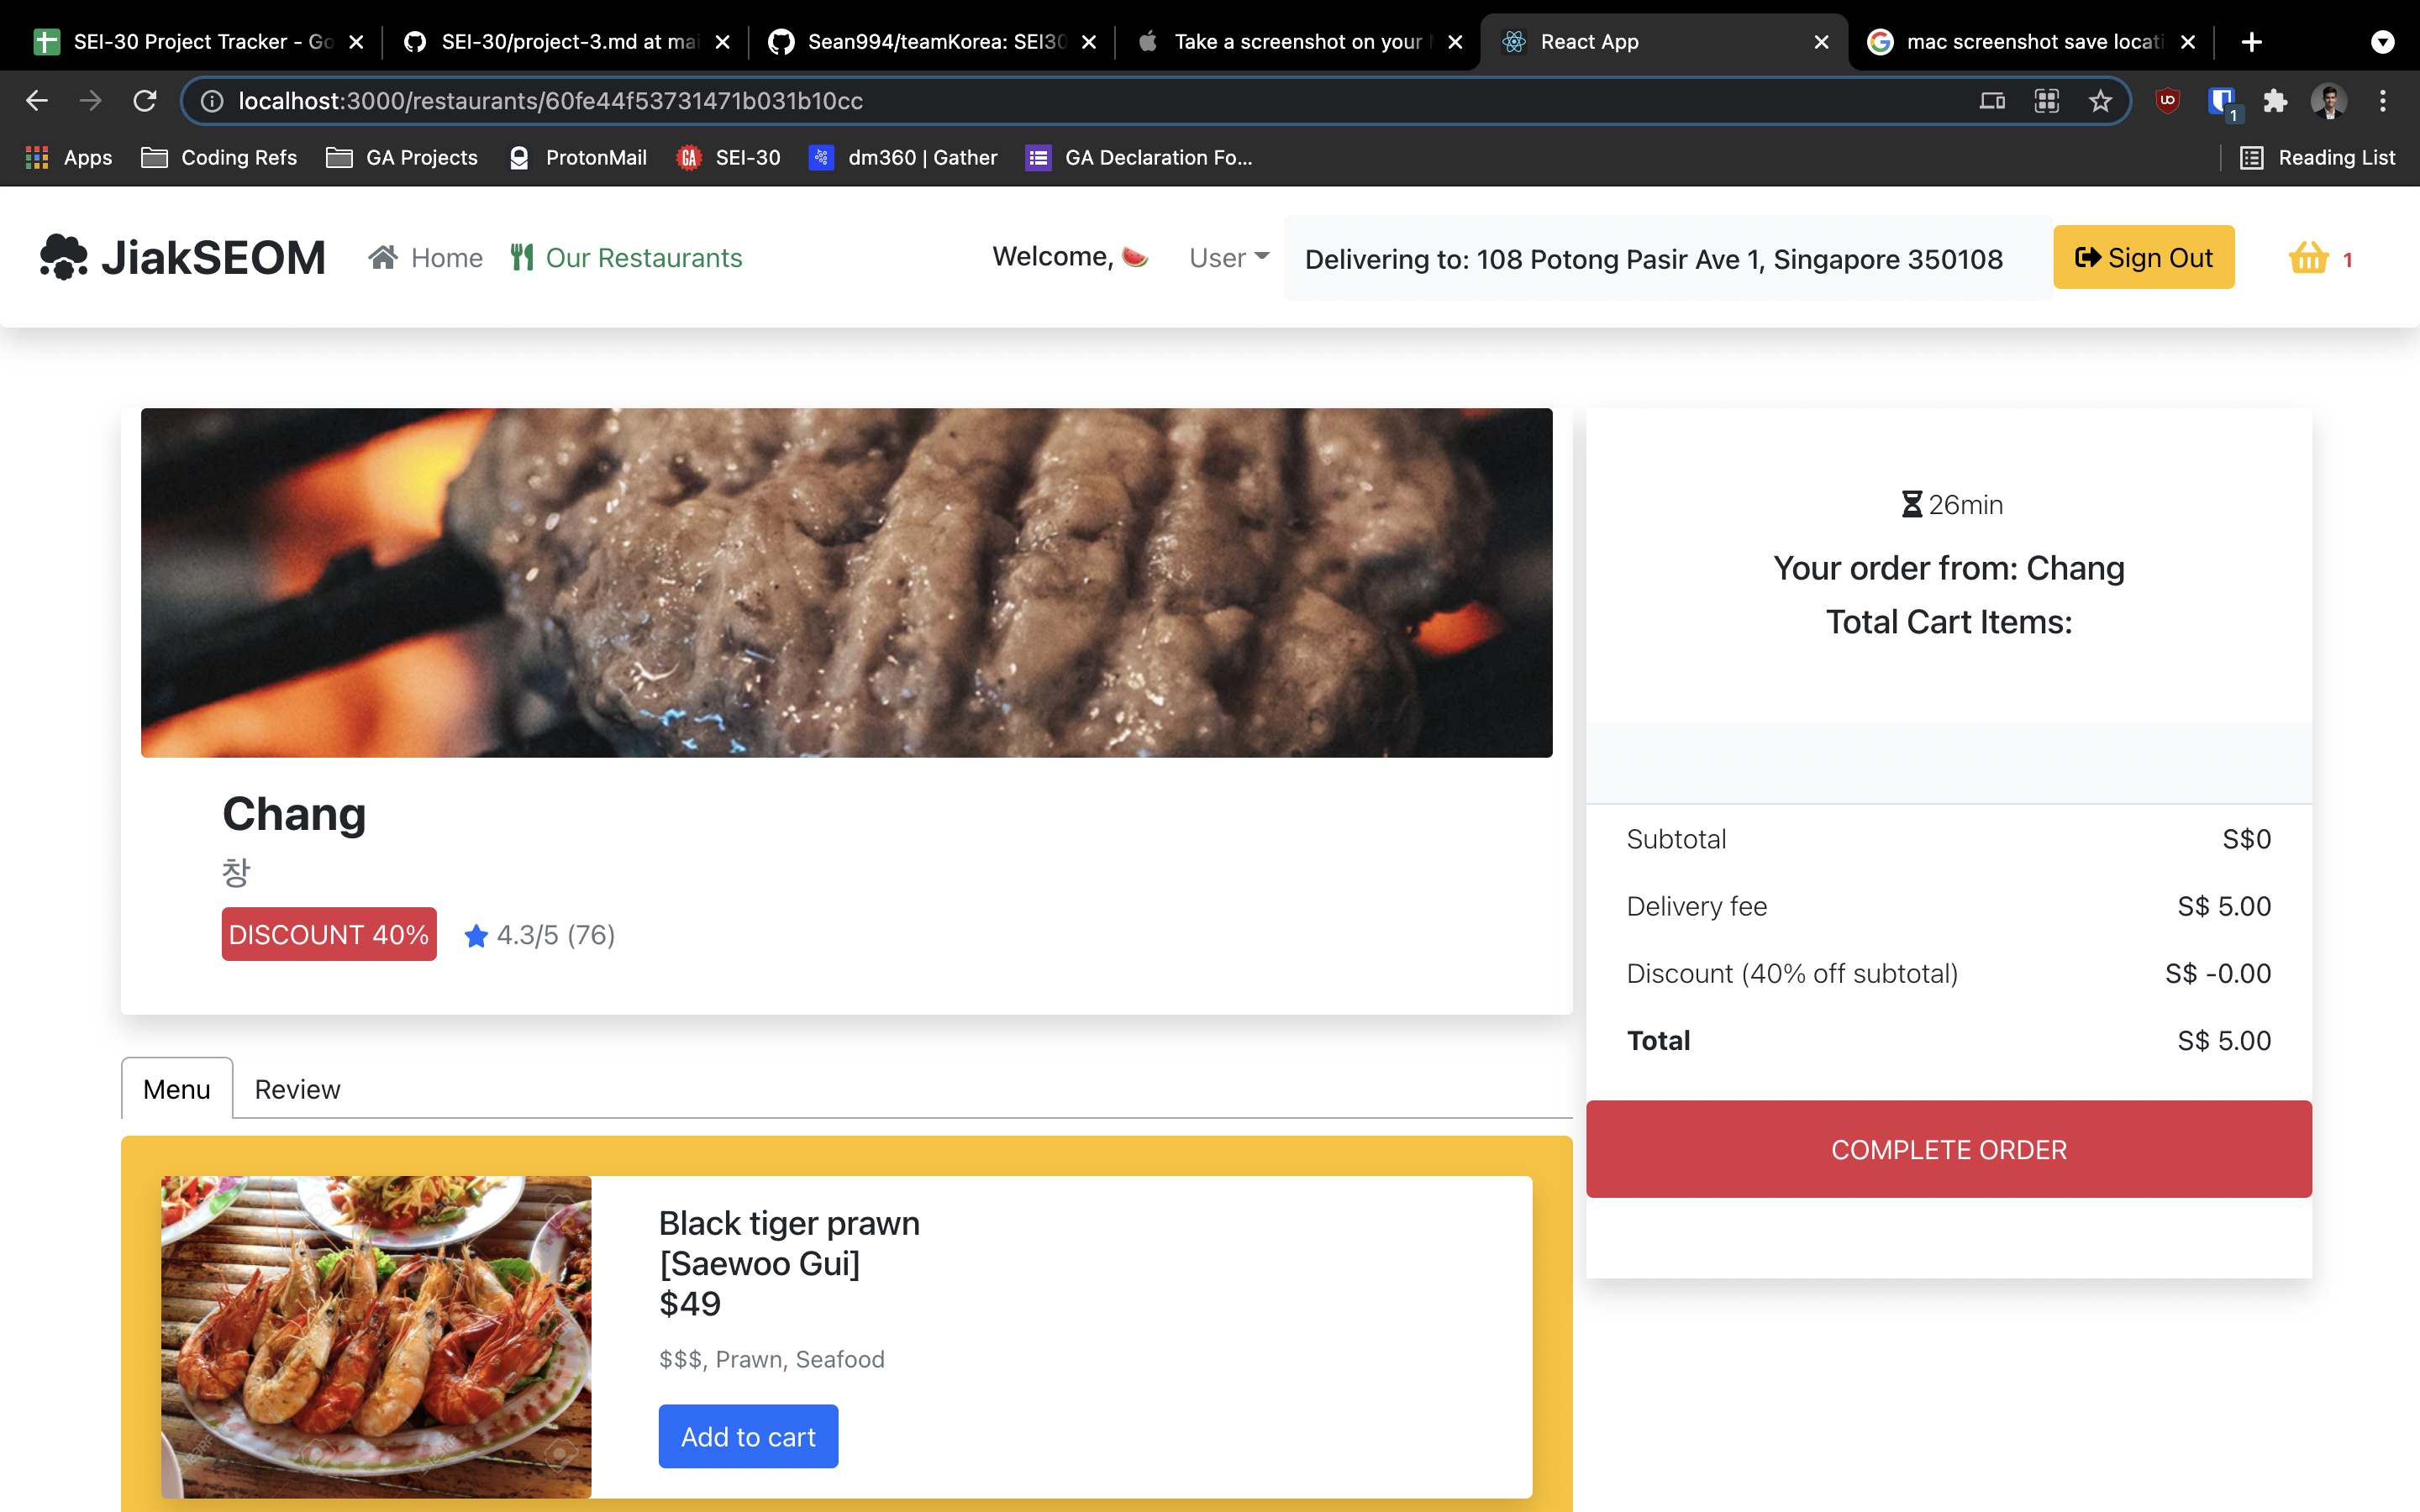 SEI-30 Project Tracker - Go
SEI-30/project-3.md at mai
Sean994/teamKorea: SEI30
Take a screenshot on your
React App
mac screenshot save locati
localhost:3000/restaurants/60fe44f53731471b031b10cc
1
Apps
Coding Refs
GA Projects
ProtonMail
GA
SEI-30
dm360 | Gather
GA Declaration Fo...
Reading List
JiakSEOM
Home
Our Restaurants
Welcome, 🍉
User
Delivering to: 108 Potong Pasir Ave 1, Singapore 350108
Sign Out
1
Chang
창
DISCOUNT 40%
4.3/5 (76)
Menu
Review
Black tiger prawn
[Saewoo Gui]
$49
$$$, Prawn, Seafood
Add to cart
26min
Your order from: Chang
Total Cart Items:
Subtotal
S$0
Delivery fee
S$ 5.00
Discount (40% off subtotal)
S$ -0.00
Total
S$ 5.00
COMPLETE ORDER